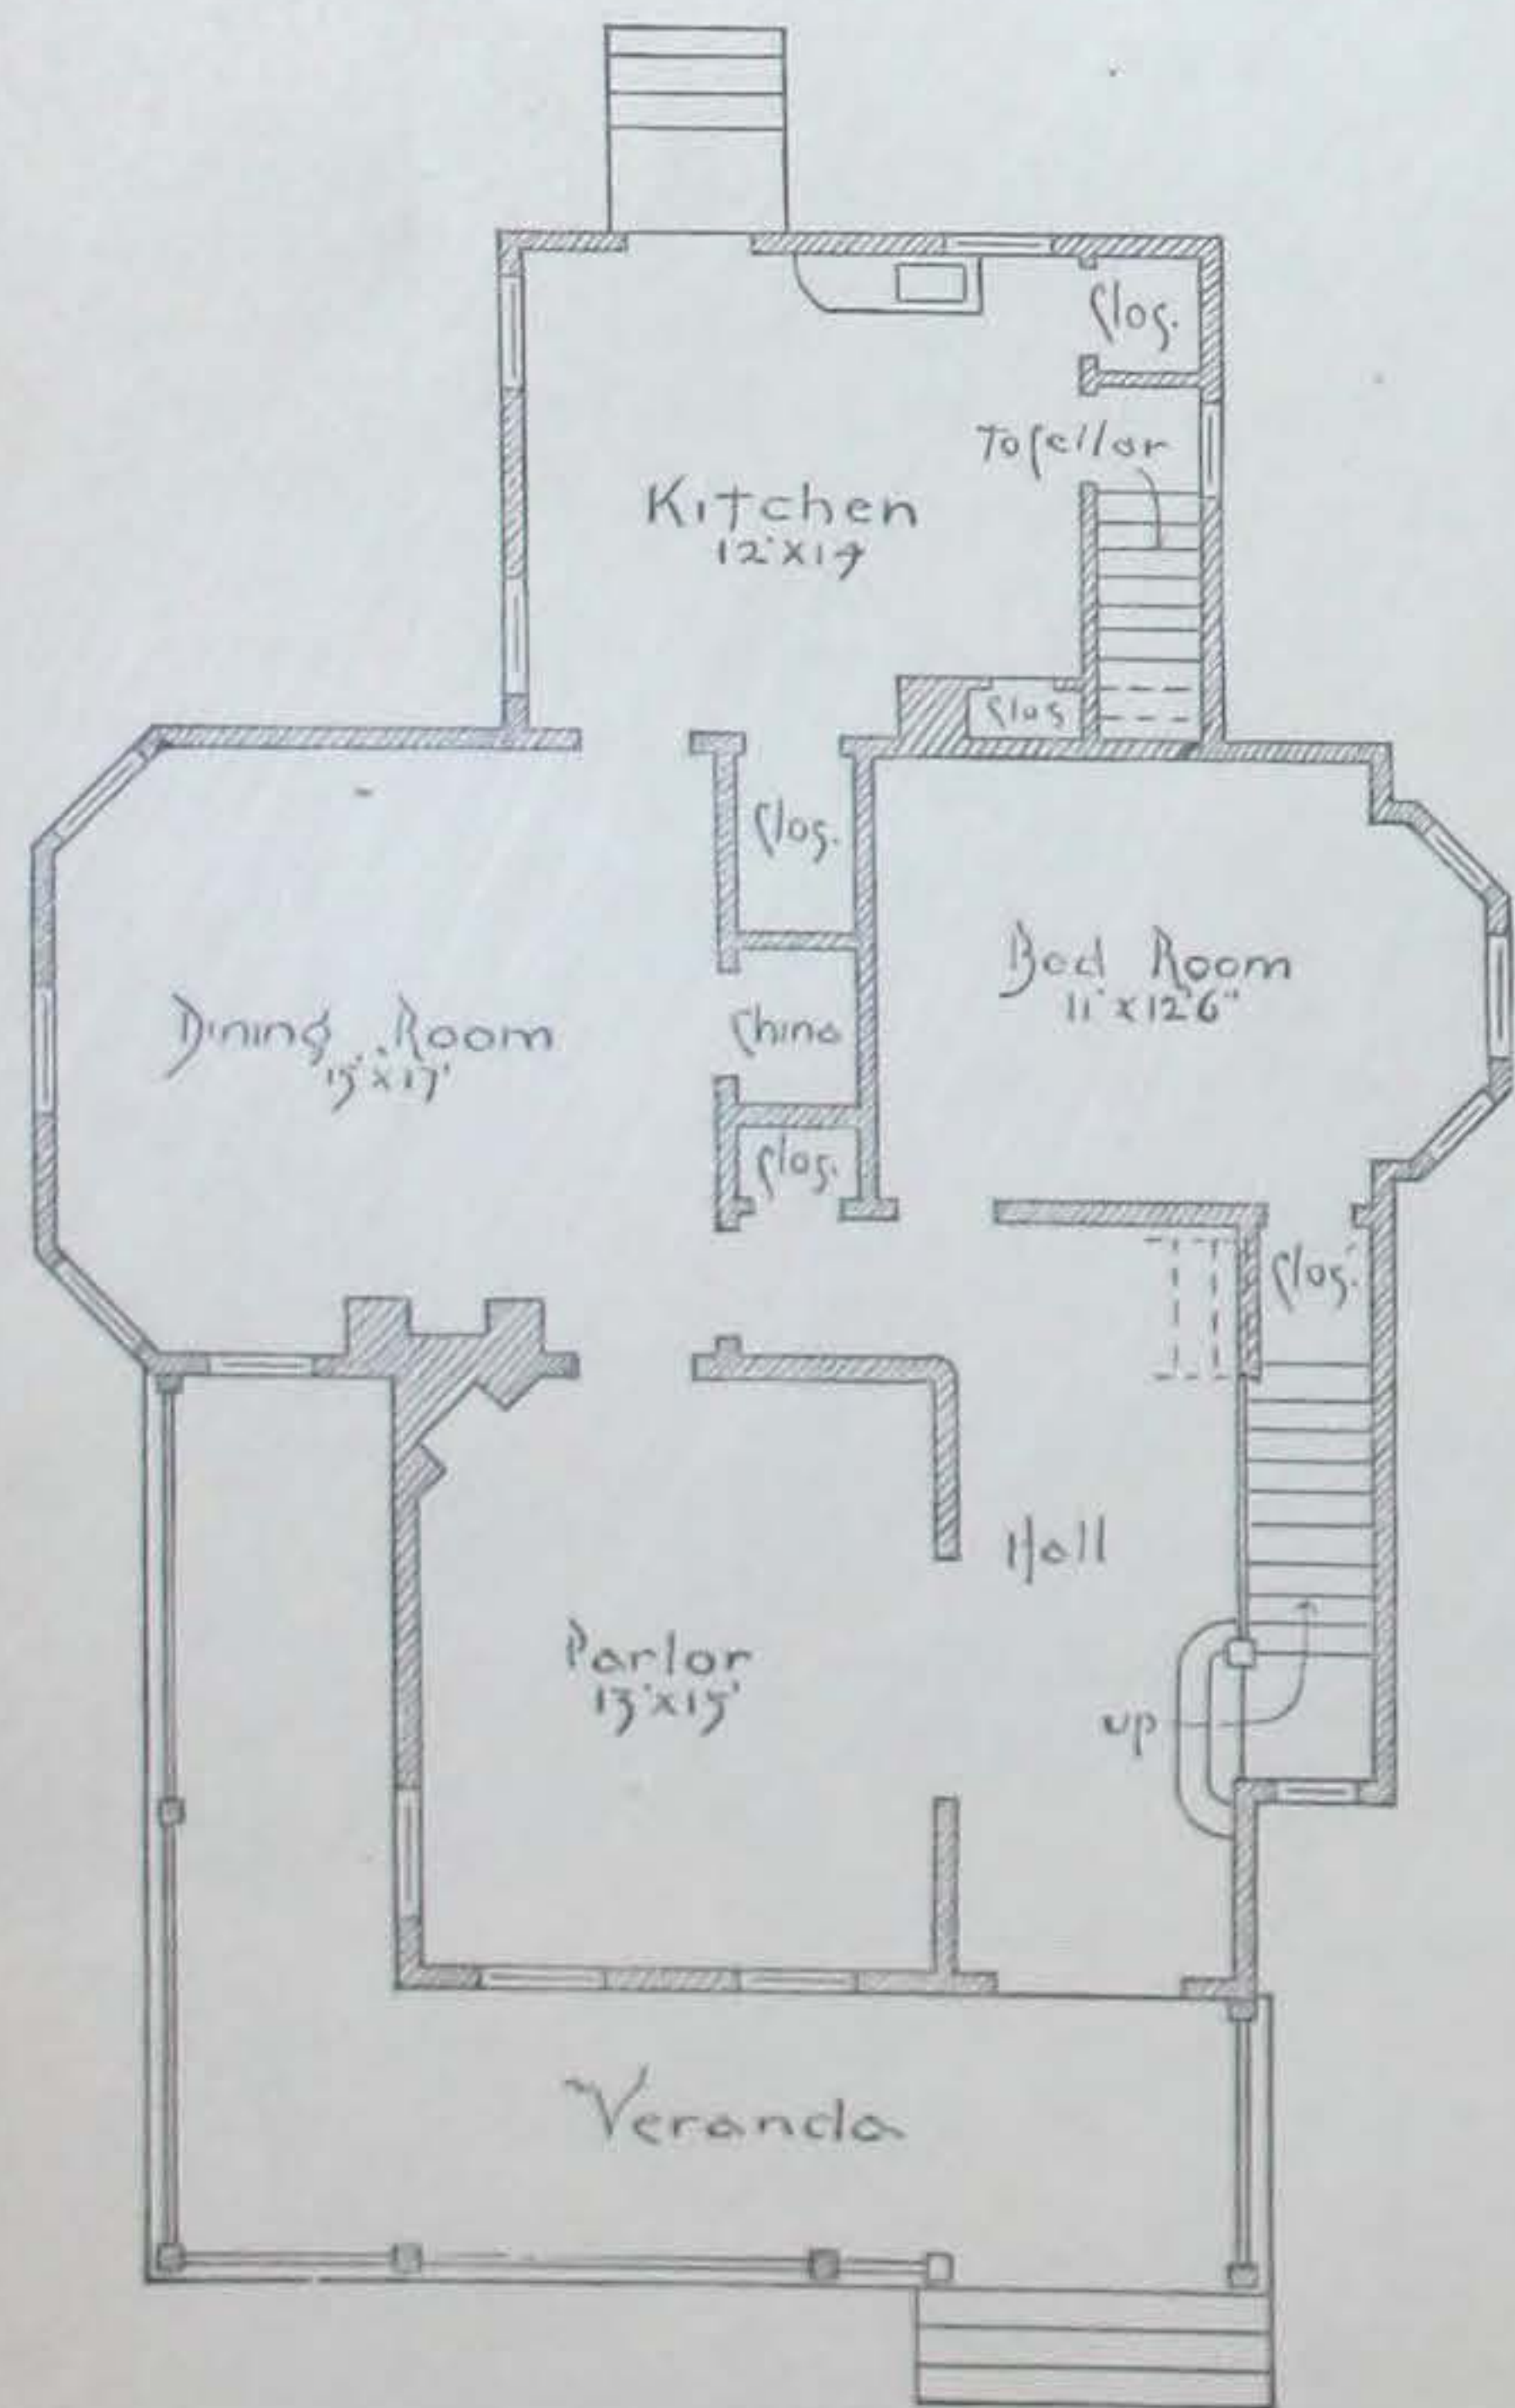 Clos.
To Cellar
Kitchen
12'x14
Clos
Clos.
Bed Room
11'x12'6"
Dining Room
15'x17'
China
Clos.
Clos.
Hall
Parlor
13'x15'
up
Veranda